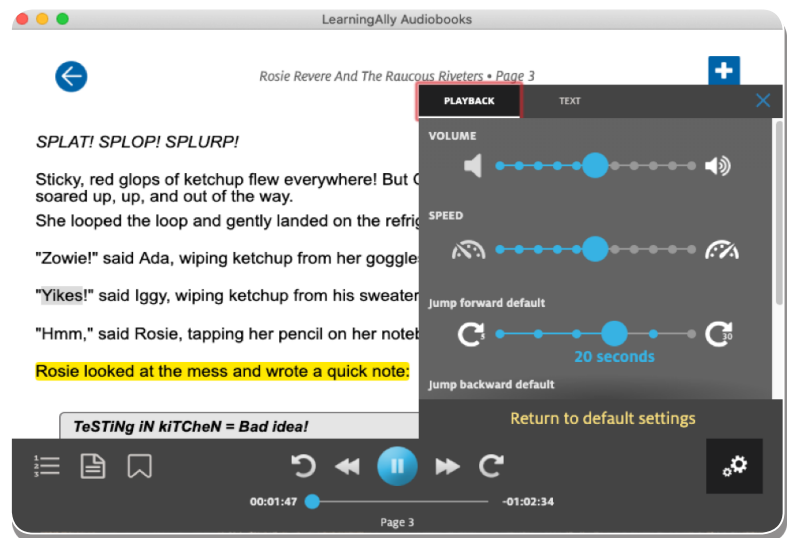 LearningAlly Audiobooks
Rosie Revere And The Raucous Riveters • Page 3
PLAYBACK TEXT
SPLAT! SPLOP! SPLURP!
Sticky, red glops of ketchup flew everywhere! But
soared up, up, and out of the way.
She looped the loop and gently landed on the
"Zowie!" said Ada, wiping ketchup from her
"Yikes!" said Iggy, wiping ketchup from his sweater
"Hmm," said Rosie, tapping her pencil on her
Rosie looked at the mess and wrote a quick note:
TeSTiNg iN kiTCheN = Bad idea!
VOLUME
SPEED
Jump forward default
5 30
20 seconds
Jump backward default
Return to default settings
1
2
3
00:01:47 -01:02:34
Page 3